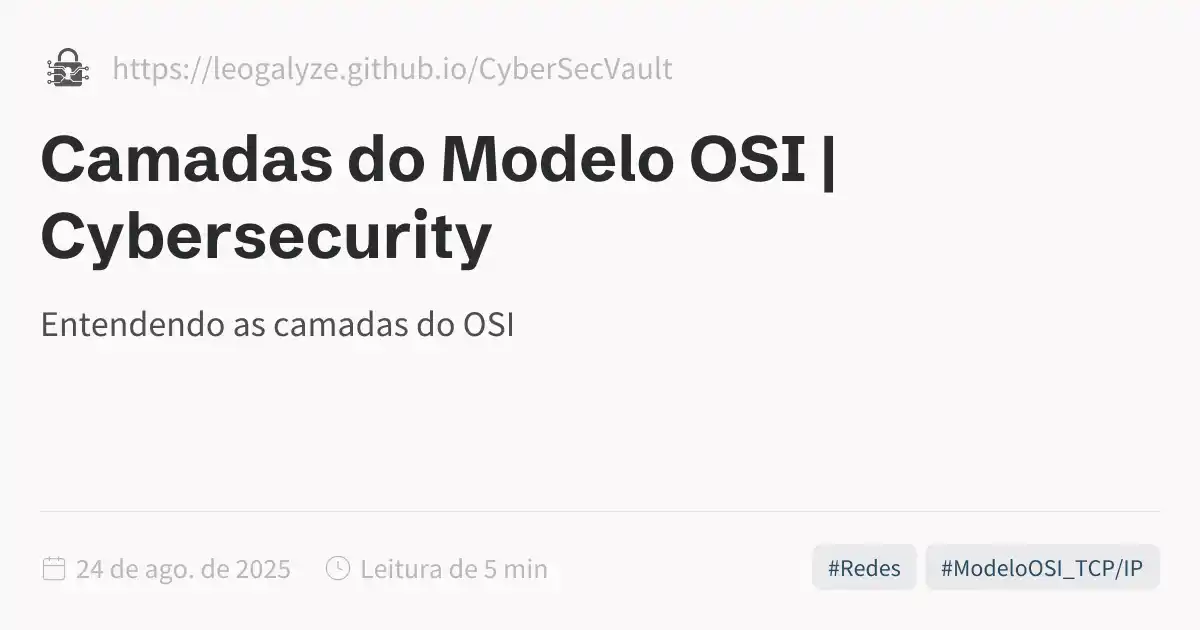 https://leogalyze.github.io/CyberSecVault
Camadas do Modelo OSI |
Cybersecurity
Entendendo as camadas do OSI
24 de ago. de 2025 Leitura de 5 min #Redes #ModeloOSI_TCP/IP